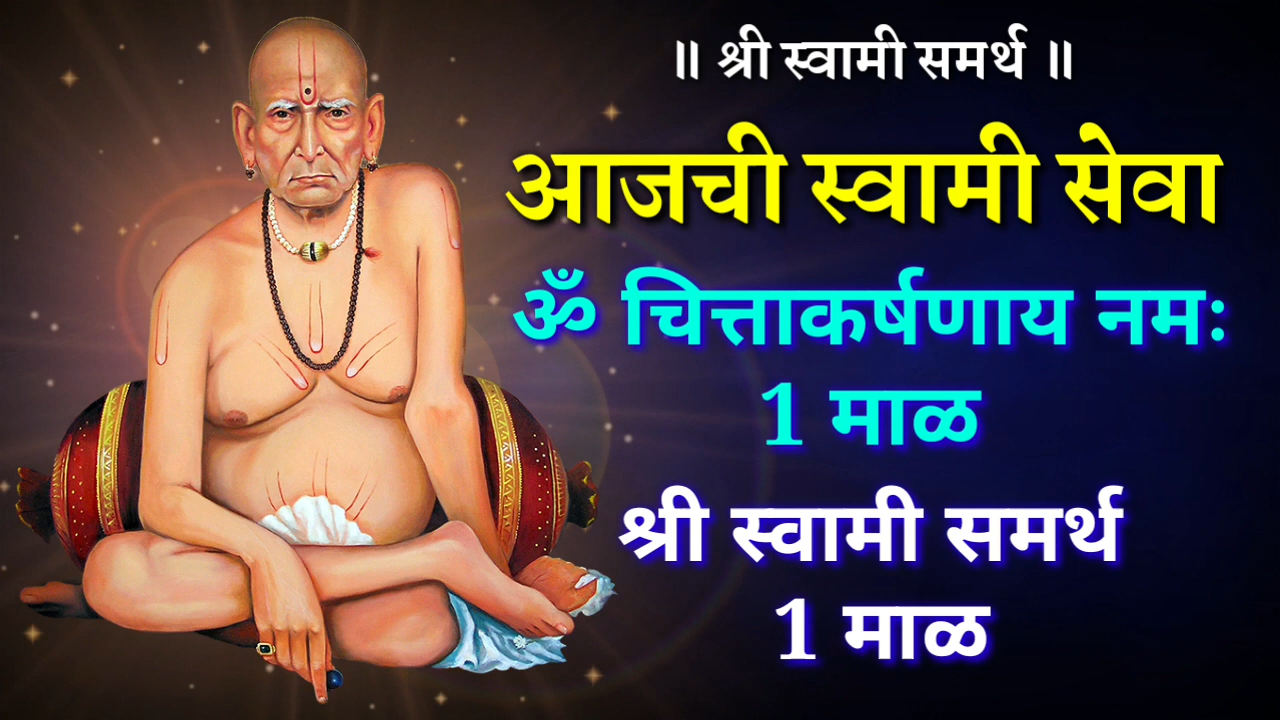 ॥ श्री स्वामी समर्थ ॥
आजची स्वामी सेवा
ॐ चित्ताकर्षणाय नमः
1 माळ
श्री स्वामी समर्थ
1 माळ